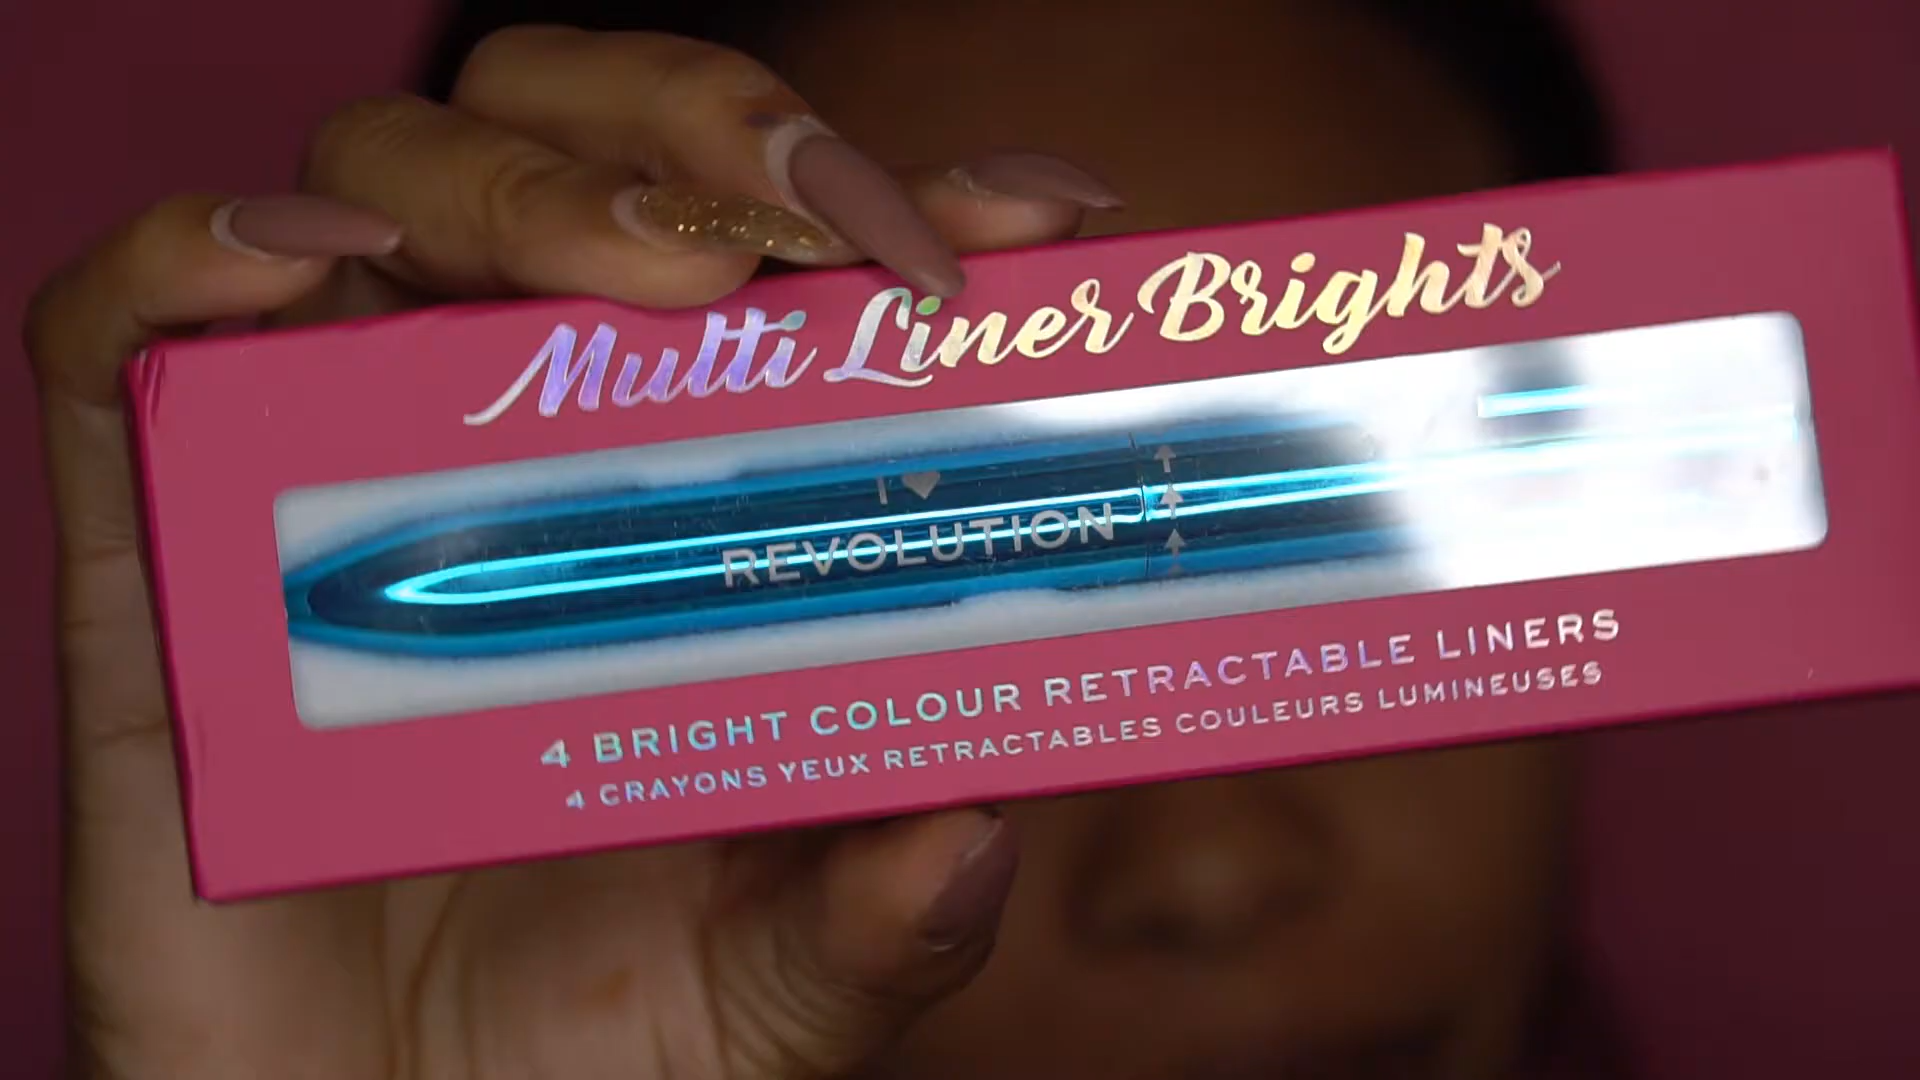 Multi Liner Brights
I ♥
REVOLUTION
4 BRIGHT COLOUR RETRACTABLE LINERS
4 CRAYONS YEUX RETRACTABLES COULEURS LUMINEUSES